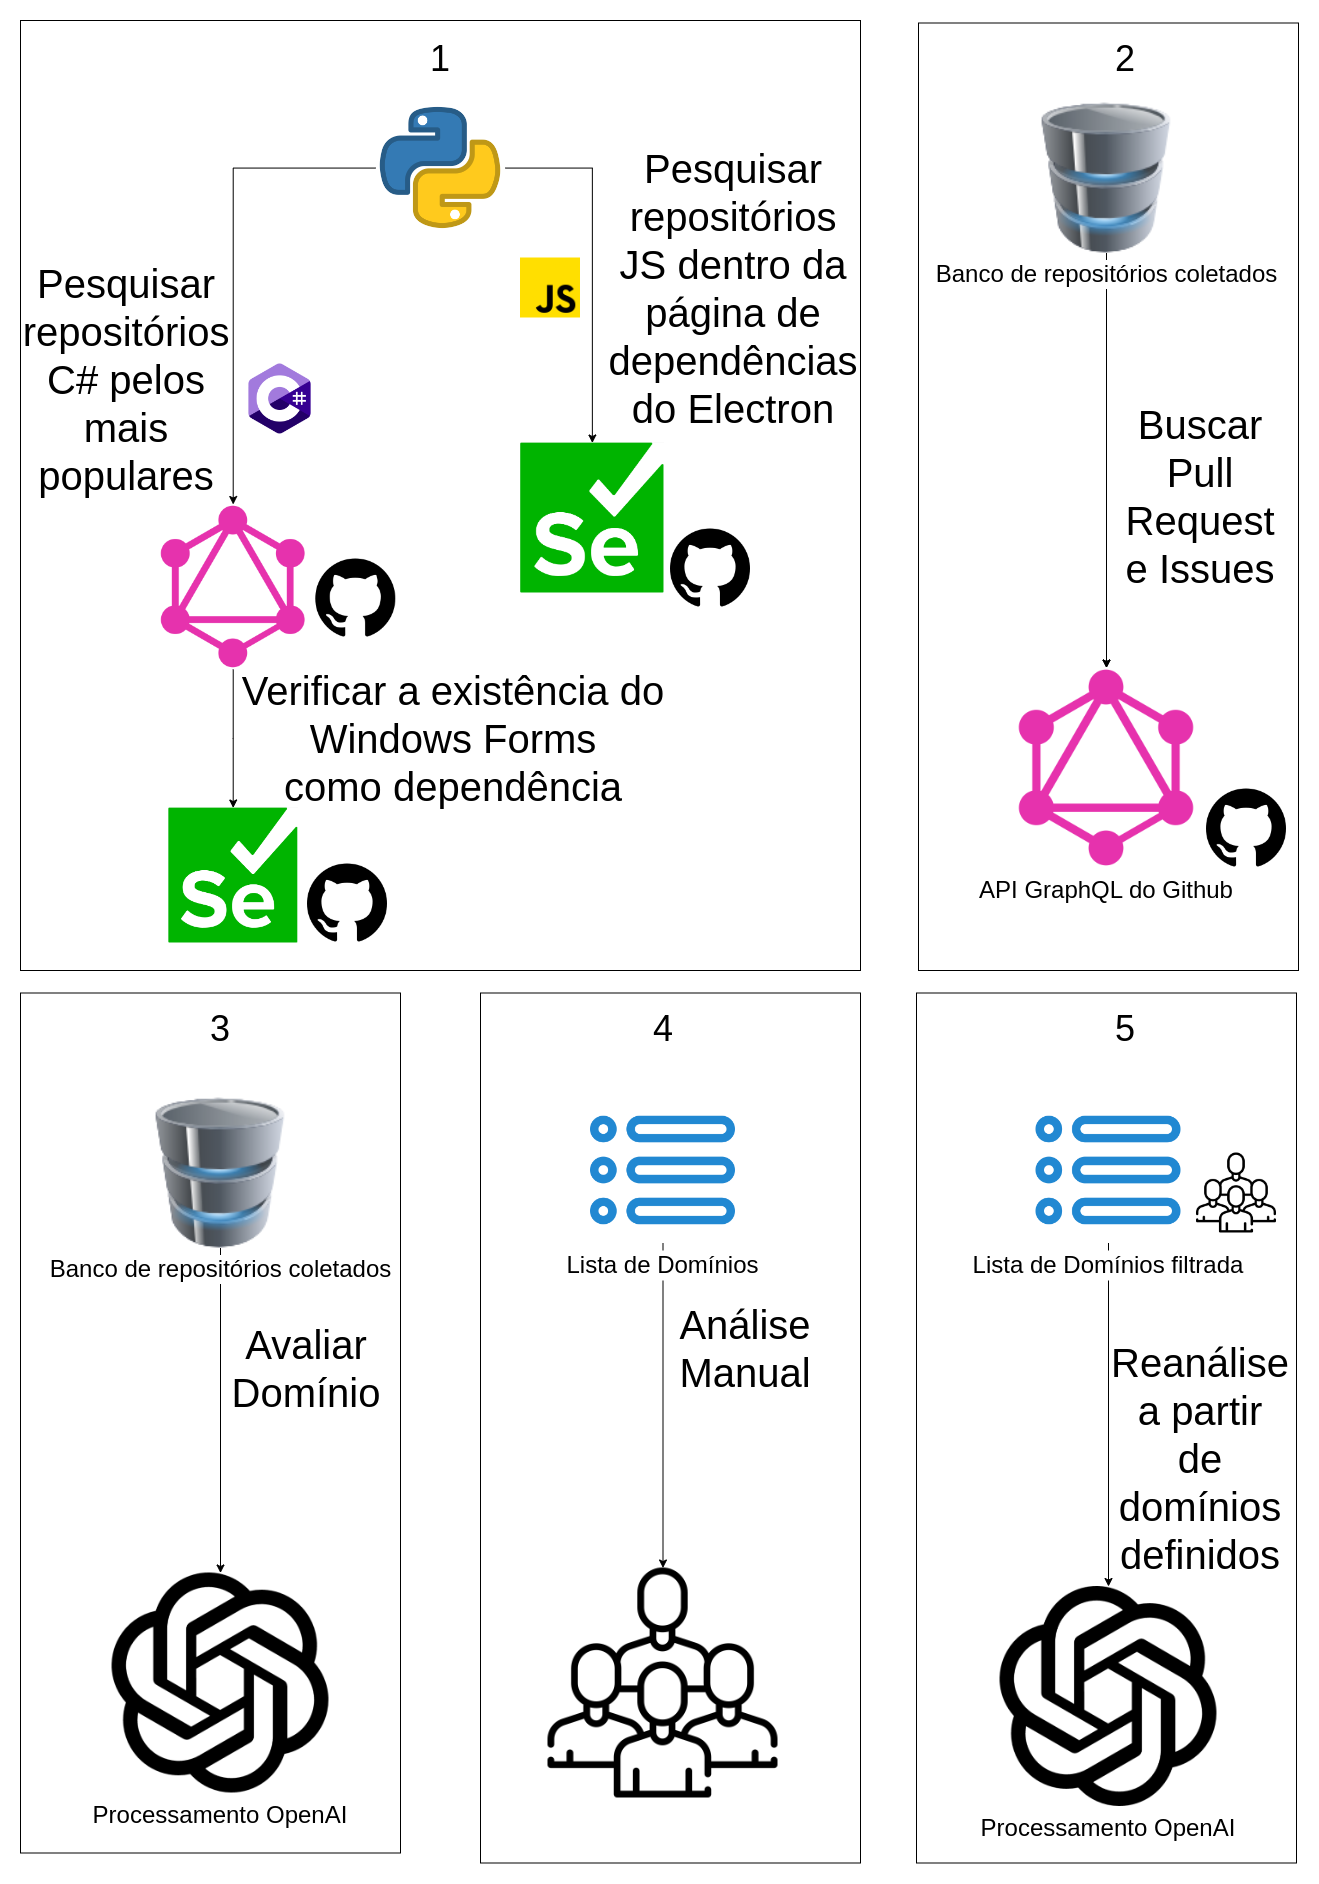 1
Pesquisar
repositórios
JS dentro da
página de
dependências
do Electron
JS
Pesquisar
repositórios
C# pelos
mais
populares
C#
Se
Verificar a existência do
Windows Forms
como dependência
Se
2
Banco de repositórios coletados
Buscar
Pull
Request
e Issues
API GraphQL do Github
3
Banco de repositórios coletados
Avaliar
Domínio
Processamento OpenAI
4
Lista de Domínios
Análise
Manual
5
Lista de Domínios filtrada
Reanálise
a partir
de
domínios
definidos
Processamento OpenAI